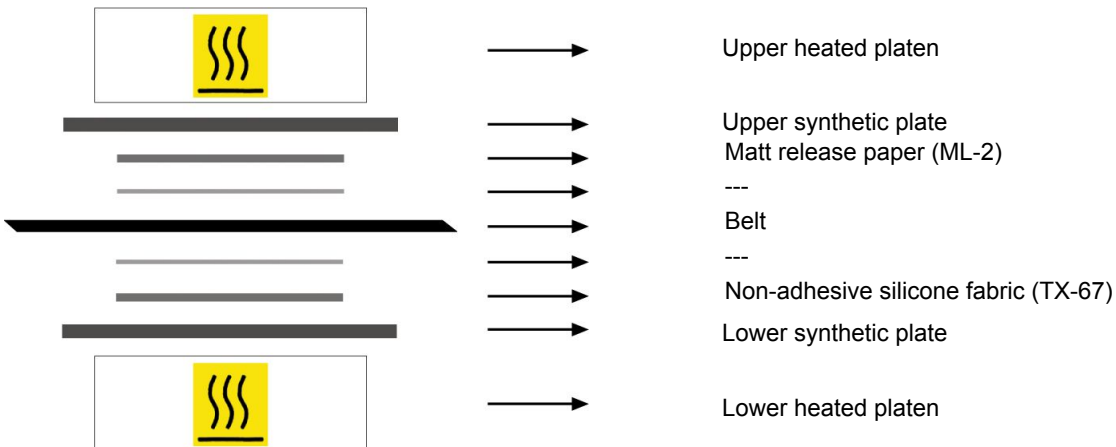 Upper heated platen
Upper synthetic plate
Matt release paper (ML-2)
---
Belt
---
Non-adhesive silicone fabric (TX-67)
Lower synthetic plate
Lower heated platen